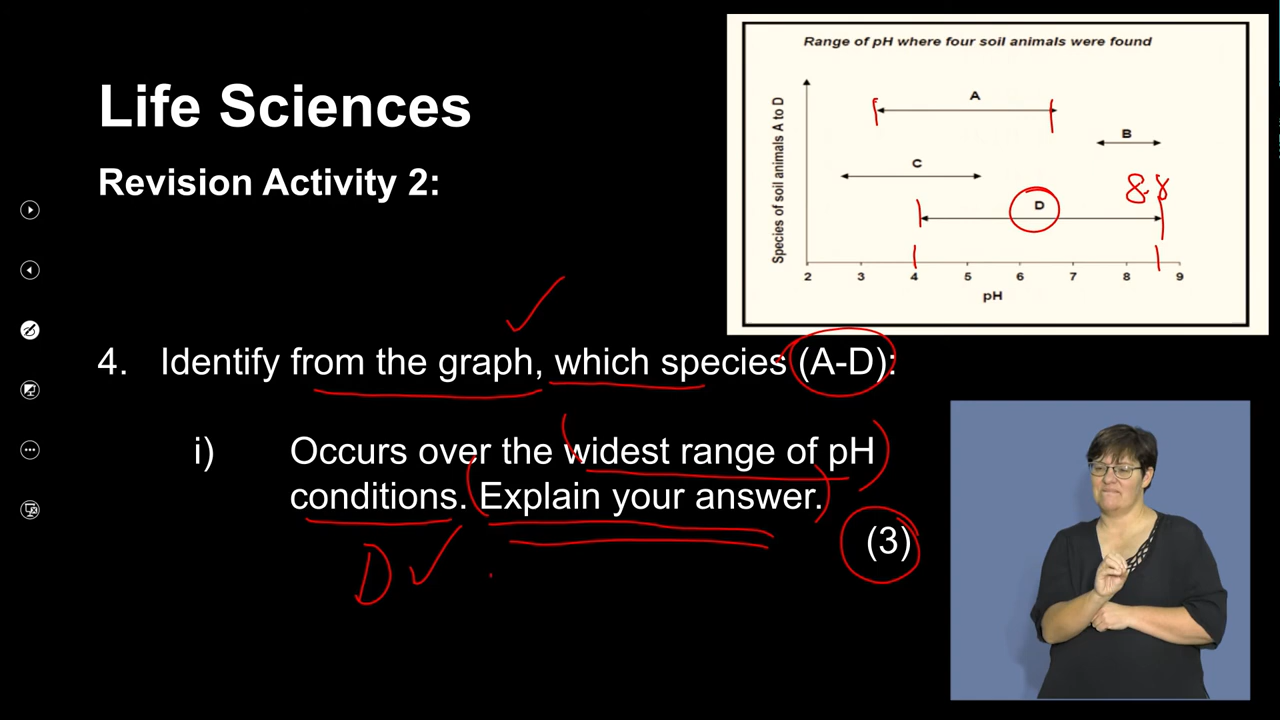 Life Sciences
Revision Activity 2:
Range of pH where four soil animals were found
Species of soil animals A to D
A
B
C
D
8.8
2 3 4 5 6 7 8 9
pH
4. Identify from the graph, which species (A-D):
i) Occurs over the widest range of pH
conditions. Explain your answer.
(3)
D